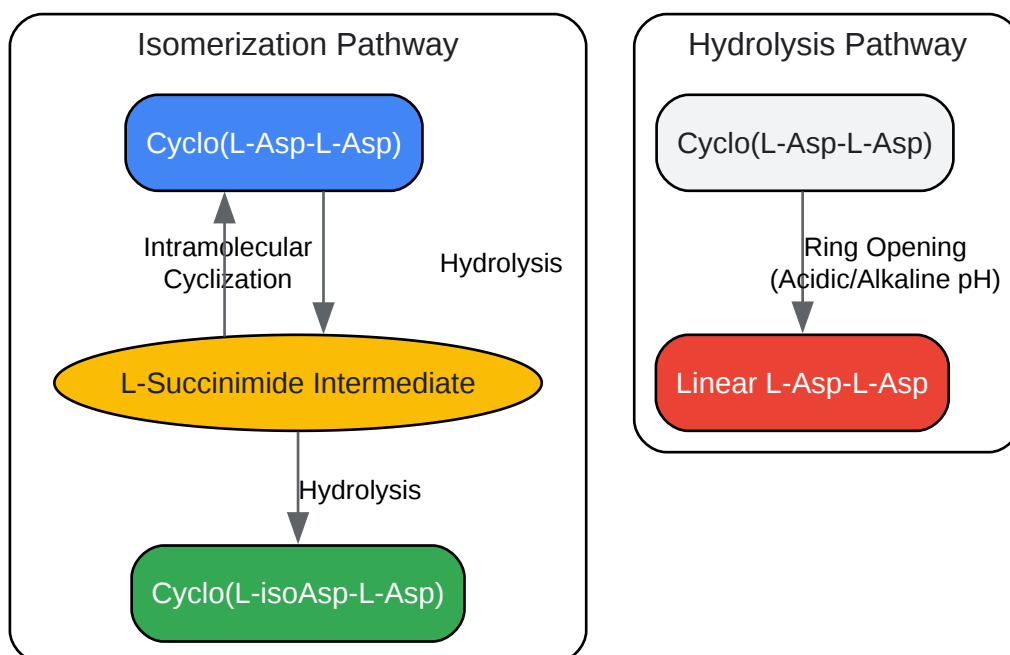 Isomerization Pathway
Cyclo(L-Asp-L-Asp)
Intramolecular
Cyclization
Hydrolysis
L-Succinimide Intermediate
Hydrolysis
Cyclo(L-isoAsp-L-Asp)
Hydrolysis Pathway
Cyclo(L-Asp-L-Asp)
Ring Opening
(Acidic/Alkaline pH)
Linear L-Asp-L-Asp